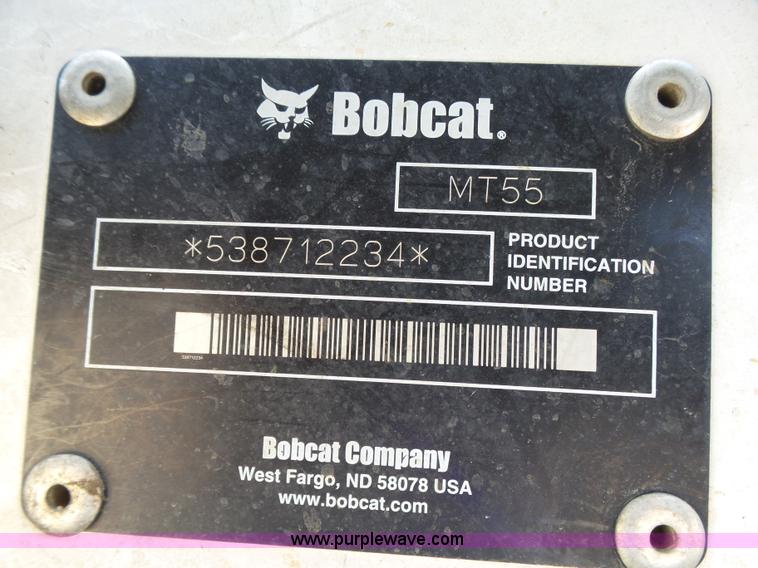 Bobcat®
MT55
*538712234*
PRODUCT
IDENTIFICATION
NUMBER
538712234
Bobcat Company
West Fargo, ND 58078 USA
www.bobcat.com
www.purplewave.com